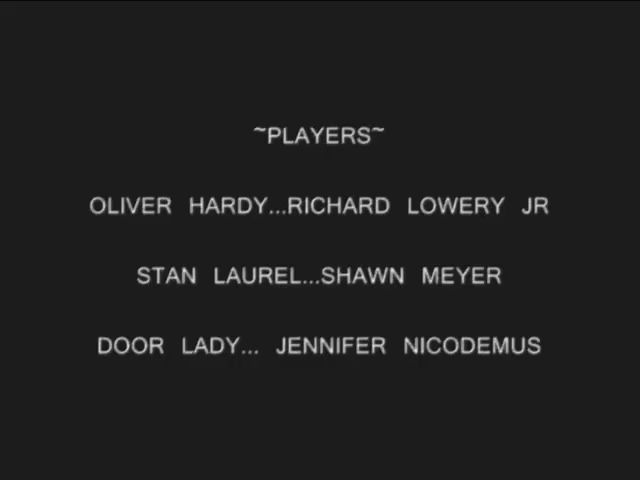 ~PLAYERS~
OLIVER HARDY...RICHARD LOWERY JR
STAN LAUREL...SHAWN MEYER
DOOR LADY... JENNIFER NICODEMUS